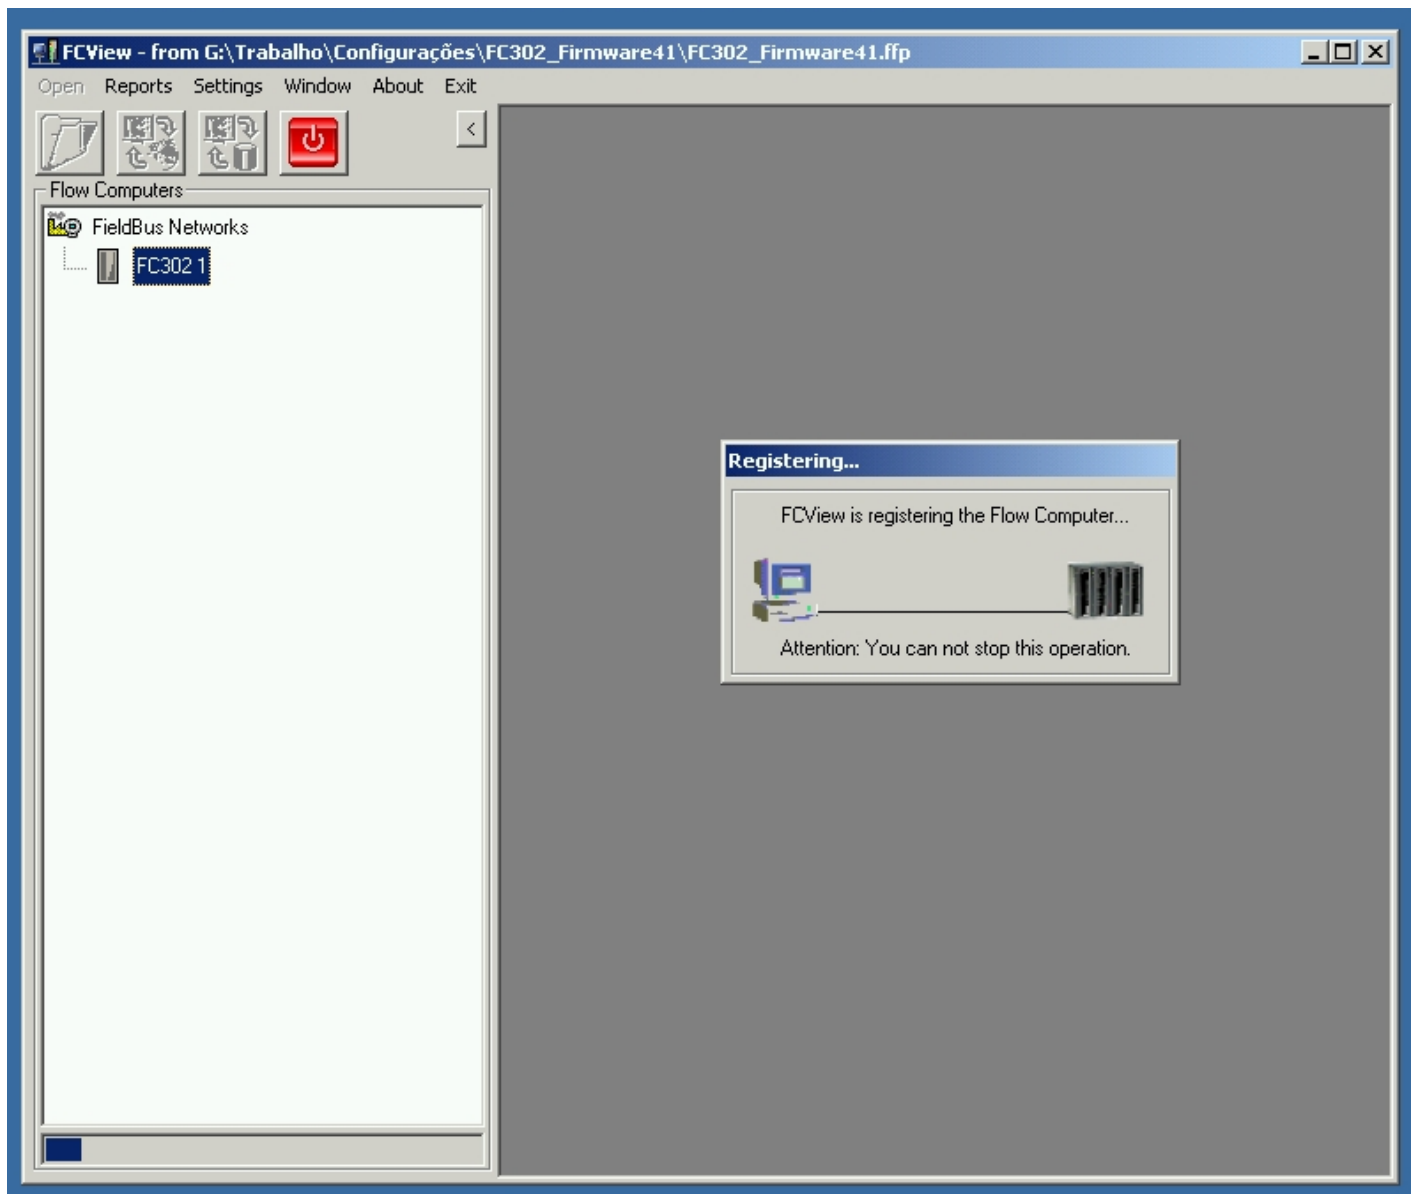 FCView - from G:\Trabalho\Configurações\FC302_Firmware41\FC302_Firmware41.ffp
Open Reports Settings Window About Exit
<
Flow Computers
FieldBus Networks
FC302 1
Registering...
FCView is registering the Flow Computer...
Attention: You can not stop this operation.